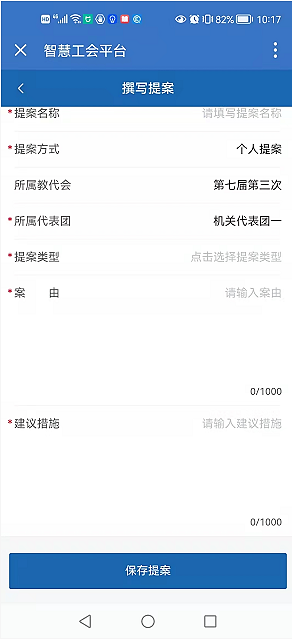 HD 4G 82% 10:17
智慧工会平台
撰写提案
*提案名称 请填写提案名称
*提案方式 个人提案
所属教代会 第七届第三次
*所属代表团 机关代表团一
*提案类型 点击选择提案类型
*案 由 请输入案由
0/1000
*建议措施 请输入建议措施
0/1000
保存提案